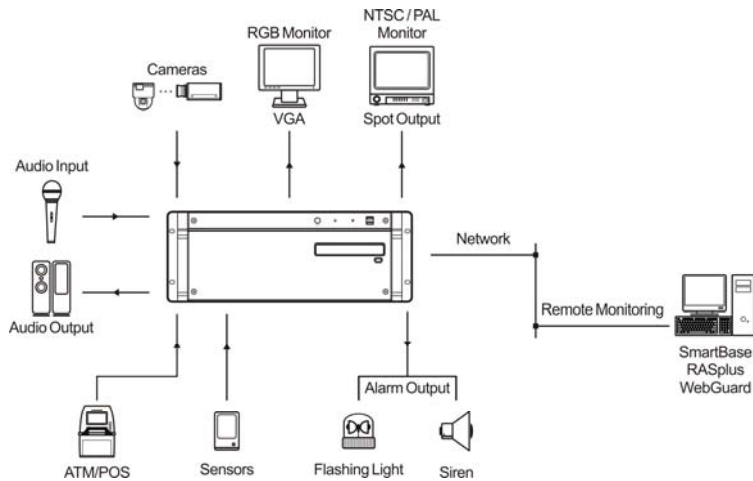 NTSC / PAL
Monitor
RGB Monitor
Cameras
VGA
Spot Output
Audio Input
Network
Audio Output
Remote Monitoring
SmartBase
RASplus
WebGuard
Alarm Output
ATM/POS
Sensors
Flashing Light
Siren